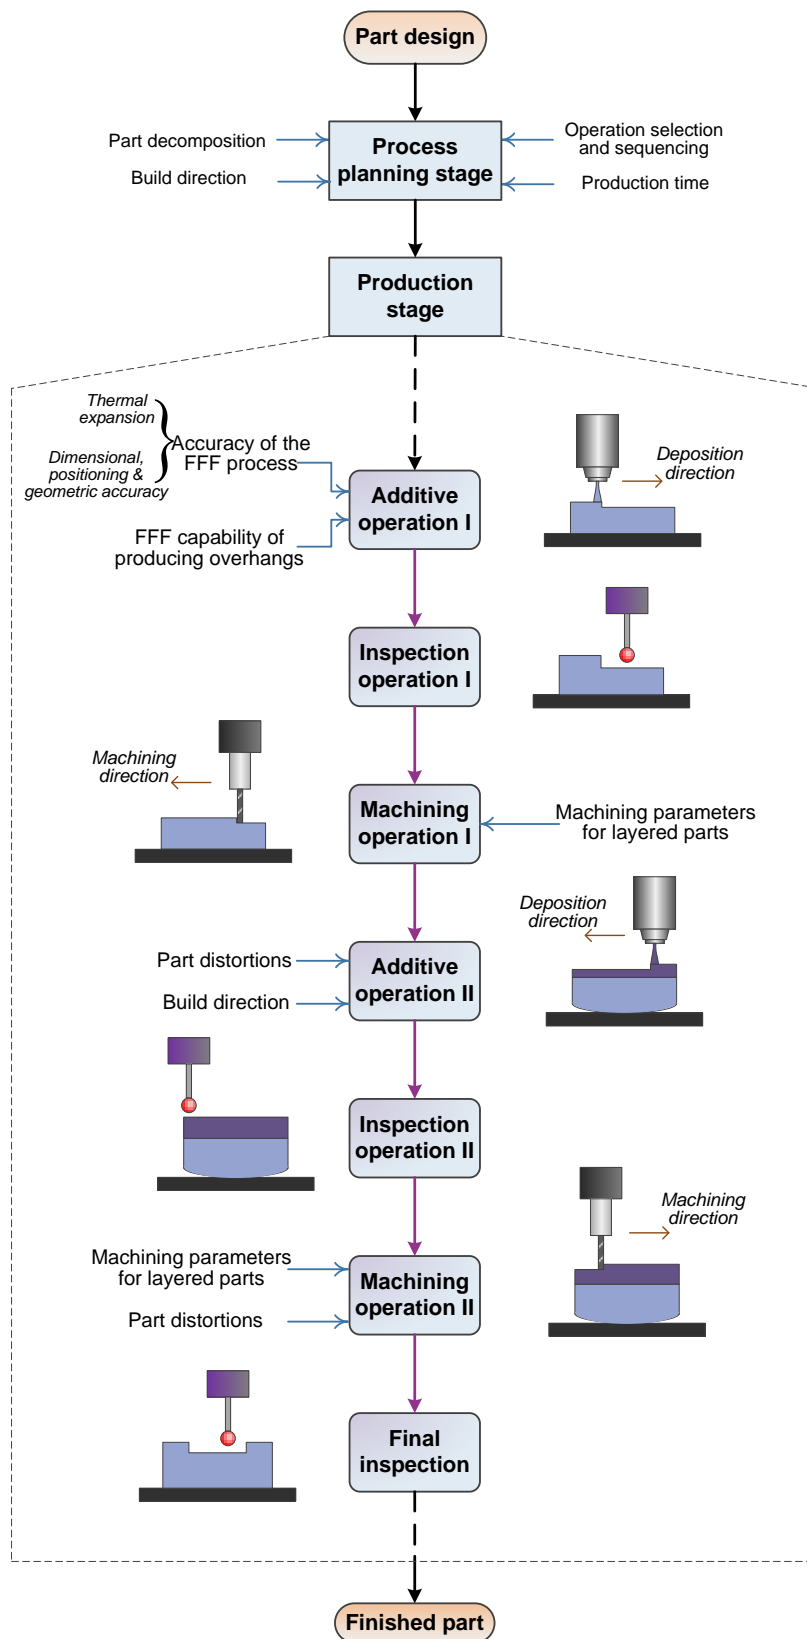 Part design
Part decomposition
Build direction
Process
planning stage
Operation selection
and sequencing
Production time
Production
stage
Thermal
expansion
Dimensional,
positioning &
geometric accuracy
Accuracy of the
FFF process
FFF capability of
producing overhangs
Additive
operation I
Deposition
direction
Inspection
operation I
Machining
direction
Machining
operation I
Machining parameters
for layered parts
Part distortions
Build direction
Additive
operation II
Deposition
direction
Inspection
operation II
Machining parameters
for layered parts
Part distortions
Machining
operation II
Machining
direction
Final
inspection
Finished part